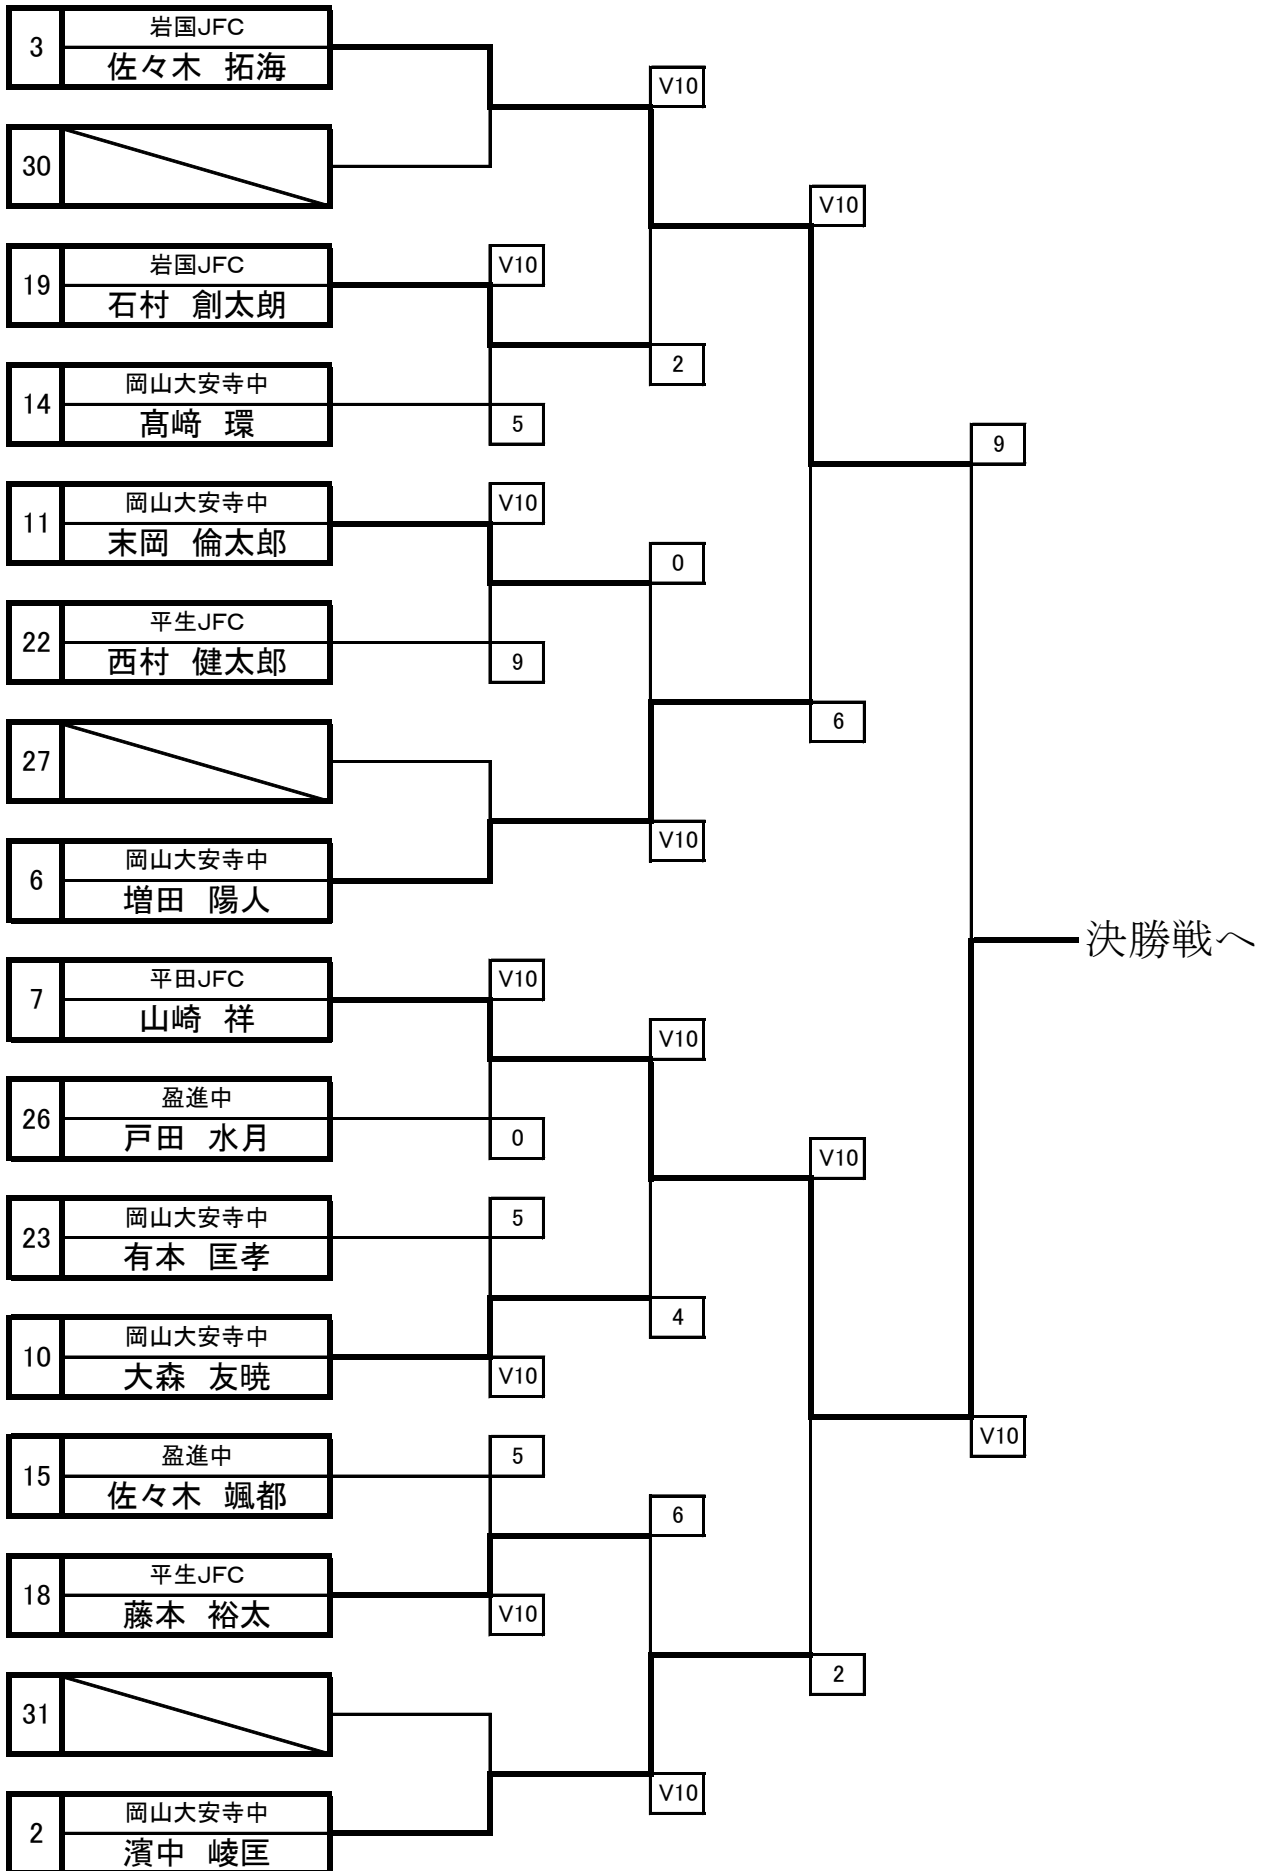 岩国JFC
3
佐々木 拓海
V10
30
V10
岩国JFC
V10
19
石村 創太朗
2
岡山大安寺中
14
髙﨑 環
5
9
岡山大安寺中
V10
11
末岡 倫太郎
0
平生JFC
22
西村 健太郎
9
6
27
V10
岡山大安寺中
6
増田 陽人
決勝戦へ
平田JFC
V10
7
山崎 祥
V10
盈進中
26
戸田 水月
0
V10
岡山大安寺中
5
23
有本 匡孝
4
岡山大安寺中
10
大森 友暁
V10
盈進中
5
V10
15
佐々木 颯都
6
平生JFC
18
藤本 裕太
V10
2
31
V10
岡山大安寺中
2
濱中 崚匡